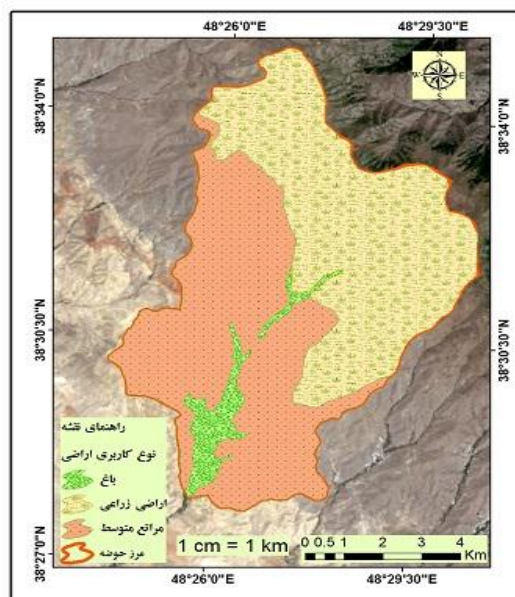 48°26'0"E 48°29'30"E
N
W E
S
38°34'0"N 38°34'0"N
38°30'30"N 38°30'30"N
راهنمای نقشه
نوع کاربری اراضی
باغ
اراضی زراعی
مراتع متوسط
مرز حوضه
1 cm = 1 km
0 0.5 1 2 3 4
Km
38°27'0"N
48°26'0"E 48°29'30"E